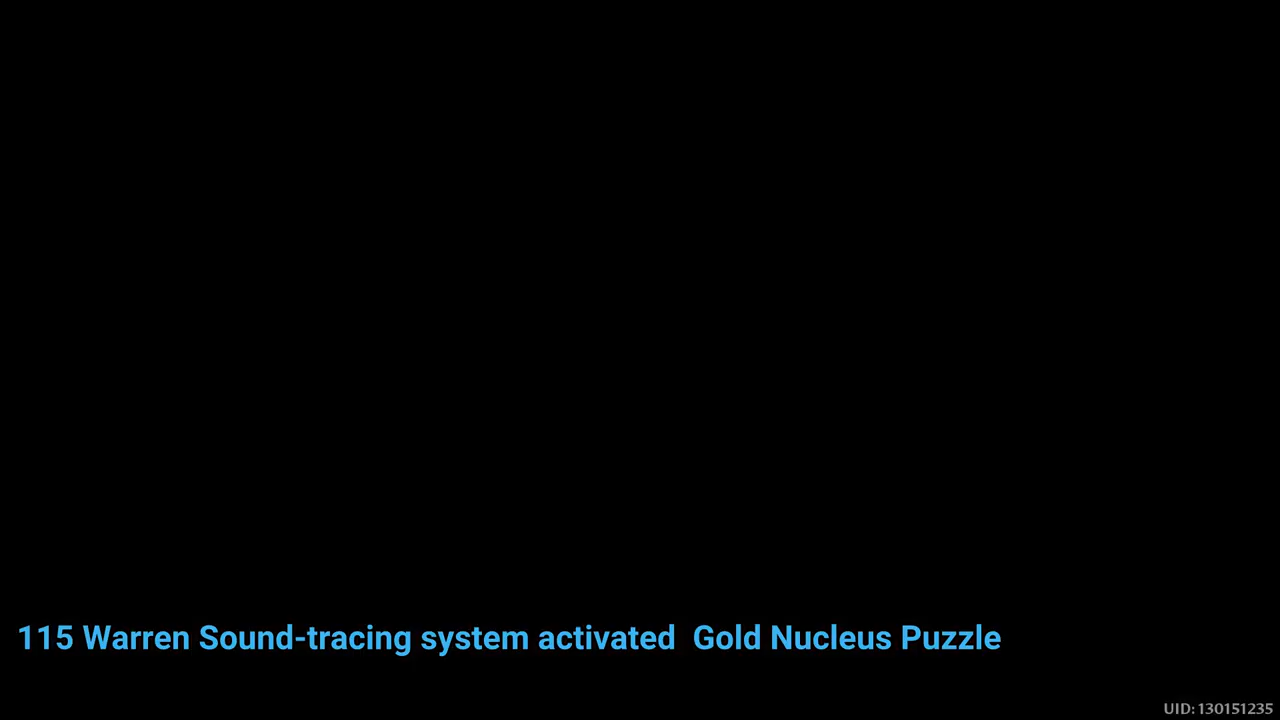 115 Warren Sound-tracing system activated  Gold Nucleus Puzzle
UID: 130151235